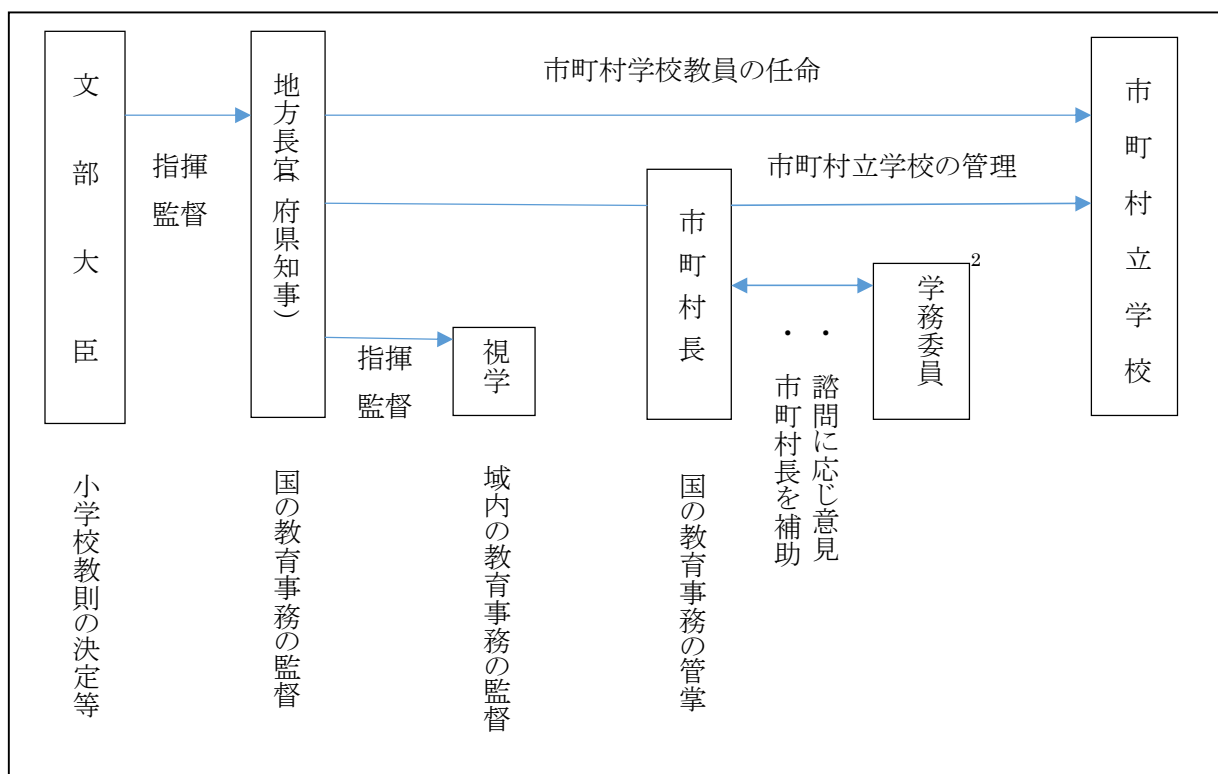 文部大臣
指揮
監督
地方長官（府県知事）
市町村学校教員の任命
市町村立学校の管理
指揮
監督
視学
市町村長
学務委員2
・諮問に応じ意見
・市町村長を補助
市町村立学校
小学校教則の決定等
国の教育事務の監督
域内の教育事務の監督
国の教育事務の管掌